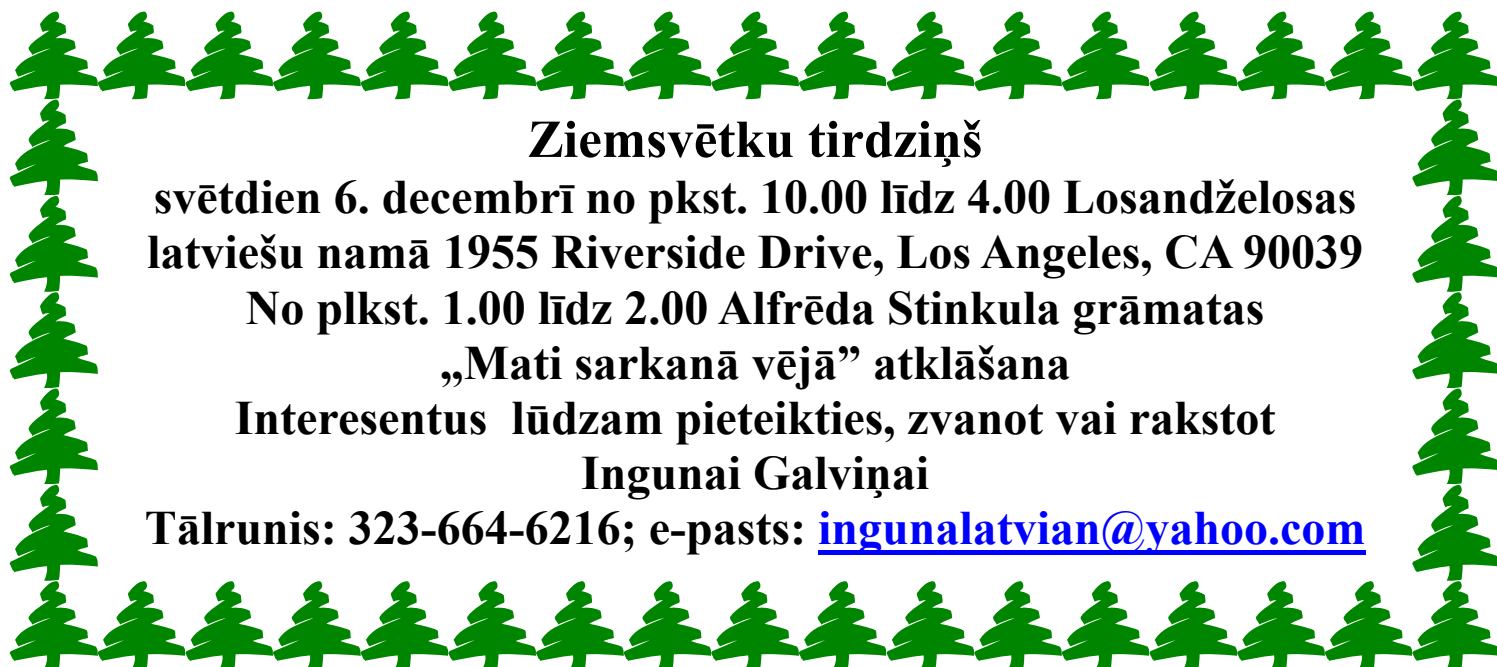 Ziemsvētku tirdziņš
svētdien 6. decembrī no pkst. 10.00 līdz 4.00 Losandželosas
latviešu namā 1955 Riverside Drive, Los Angeles, CA 90039
No plkst. 1.00 līdz 2.00 Alfrēda Stinkula grāmatas
„Mati sarkanā vējā” atklāšana
Interesentus  lūdzam pieteikties, zvanot vai rakstot
Ingunai Galviņai
Tālrunis: 323-664-6216; e-pasts: ingunalatvian@yahoo.com